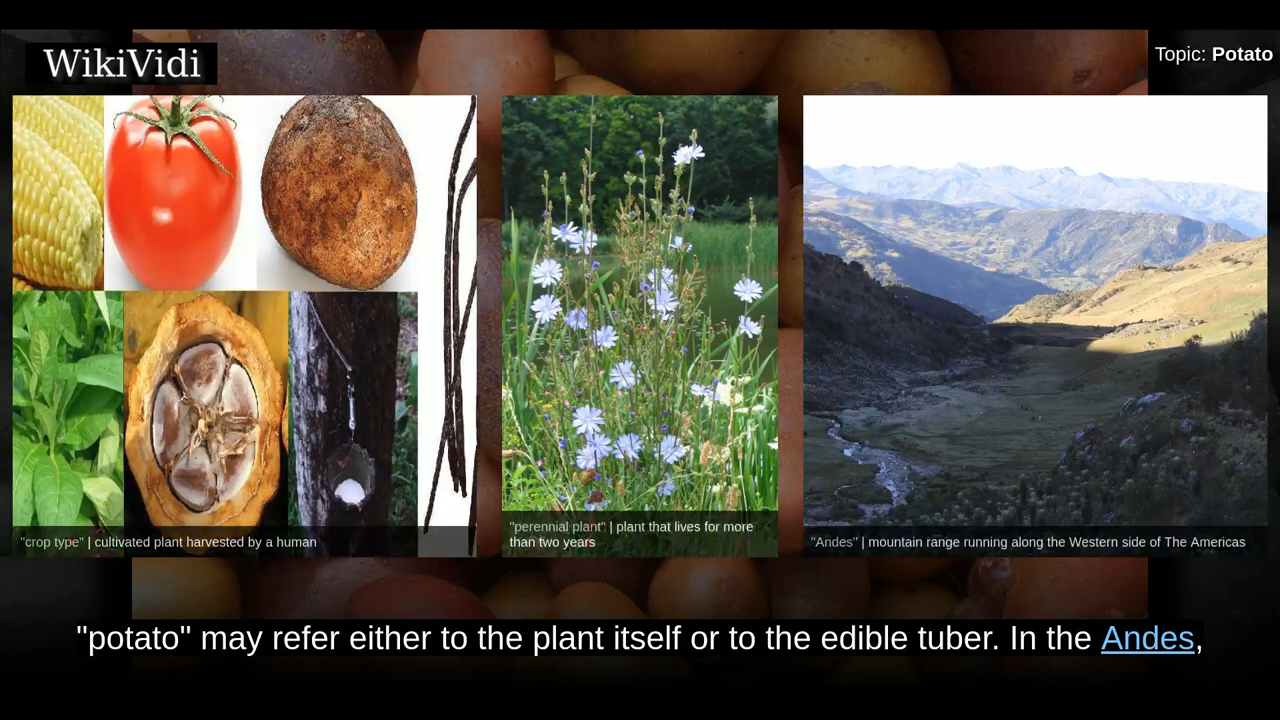 WikiVidi
Topic: Potato
"crop type" | cultivated plant harvested by a human
"perennial plant" | plant that lives for more
than two years
"Andes" | mountain range running along the Western side of The Americas
"potato" may refer either to the plant itself or to the edible tuber. In the Andes,